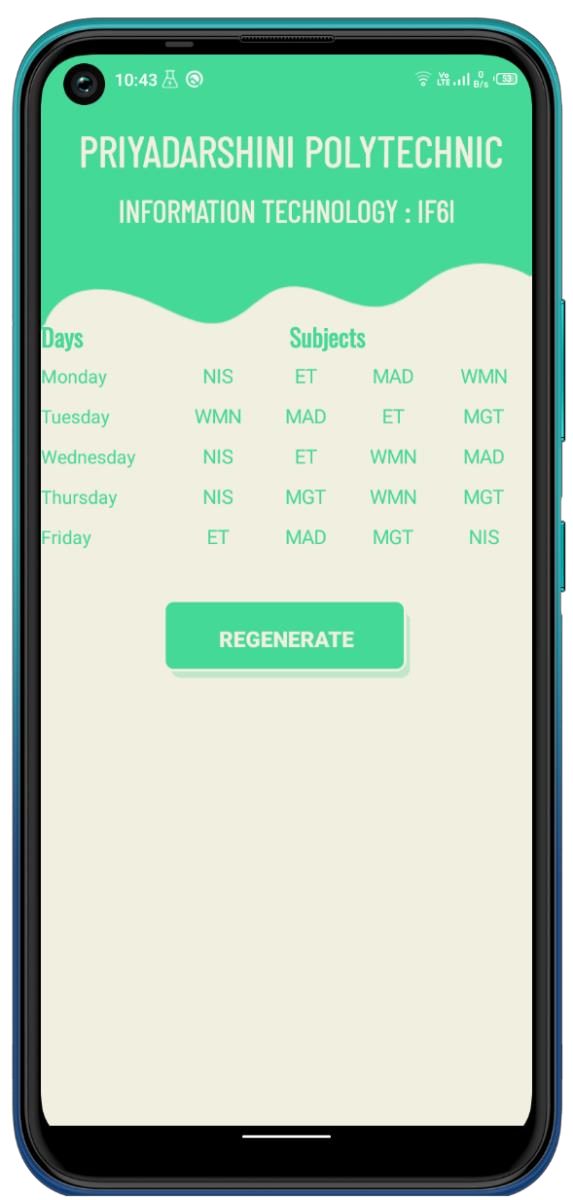 10:43 Vo LTE 0 B/s 53
PRIYADARSHINI POLYTECHNIC
INFORMATION TECHNOLOGY : IF6I
Days Subjects
Monday NIS ET MAD WMN
Tuesday WMN MAD ET MGT
Wednesday NIS ET WMN MAD
Thursday NIS MGT WMN MGT
Friday ET MAD MGT NIS
REGENERATE